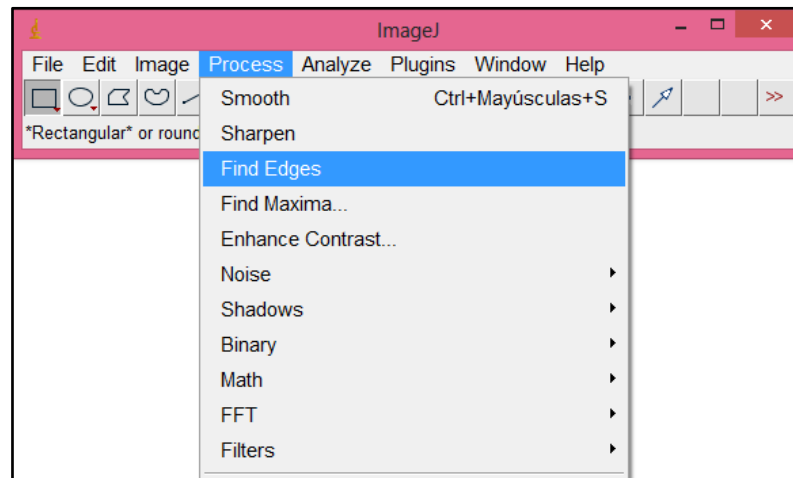 ImageJ
File Edit Image Process Analyze Plugins Window Help
>>
*Rectangular* or round
Smooth Ctrl+Mayúsculas+S
Sharpen
Find Edges
Find Maxima...
Enhance Contrast...
Noise
Shadows
Binary
Math
FFT
Filters